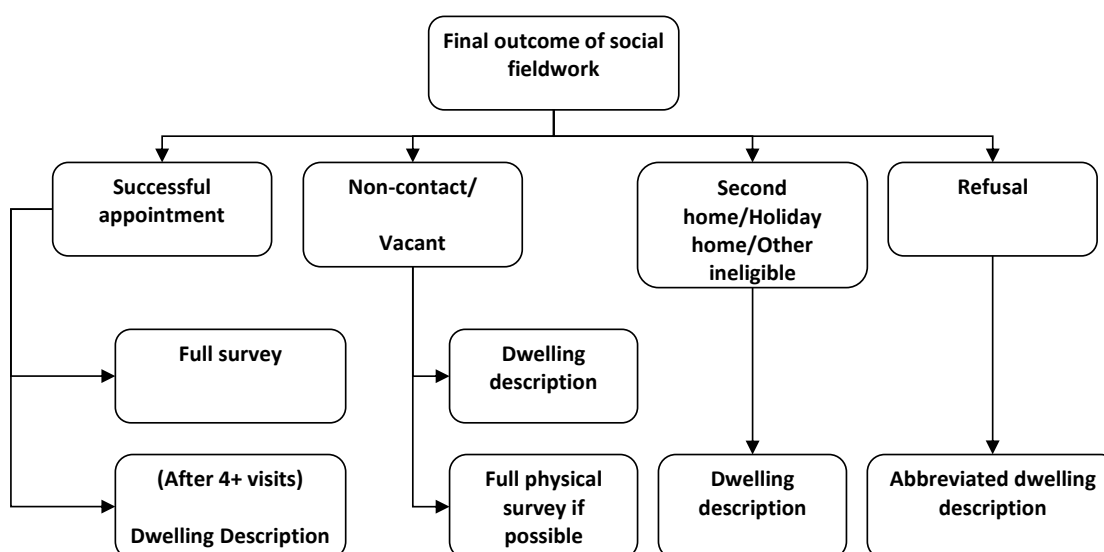 Final outcome of social
fieldwork
Successful
appointment
Non-contact/
Vacant
Second
home/Holiday
home/Other
ineligible
Refusal
Full survey
Dwelling
description
(After 4+ visits)
Dwelling Description
Full physical
survey if
possible
Dwelling
description
Abbreviated dwelling
description